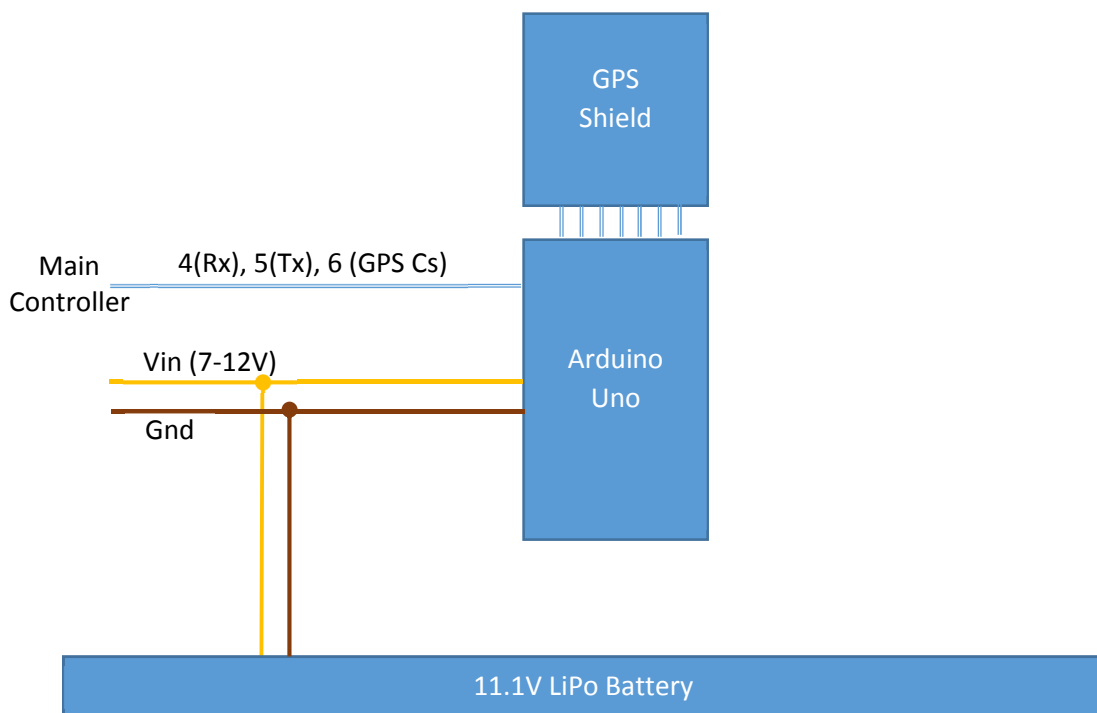 GPS
Shield
4(Rx), 5(Tx), 6 (GPS Cs)
Main
Controller
Vin (7-12V)
Arduino
Uno
Gnd
11.1V LiPo Battery